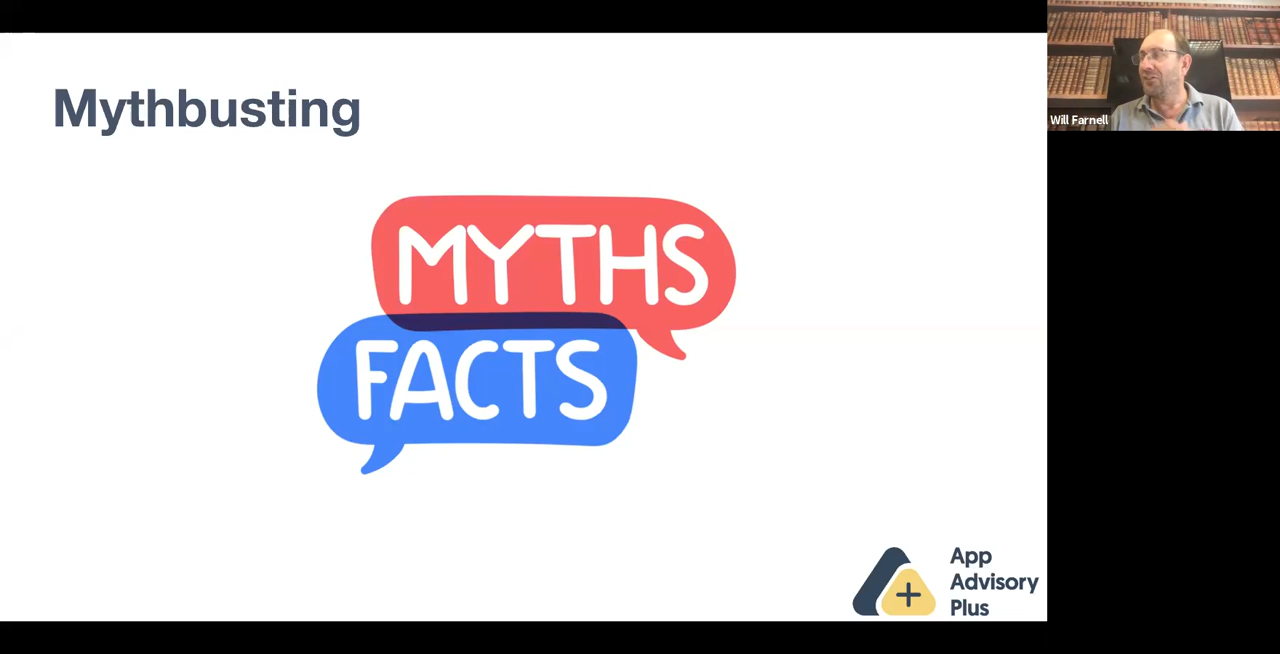 Mythbusting
MYTHS
FACTS
App
Advisory
Plus
Will Farnell